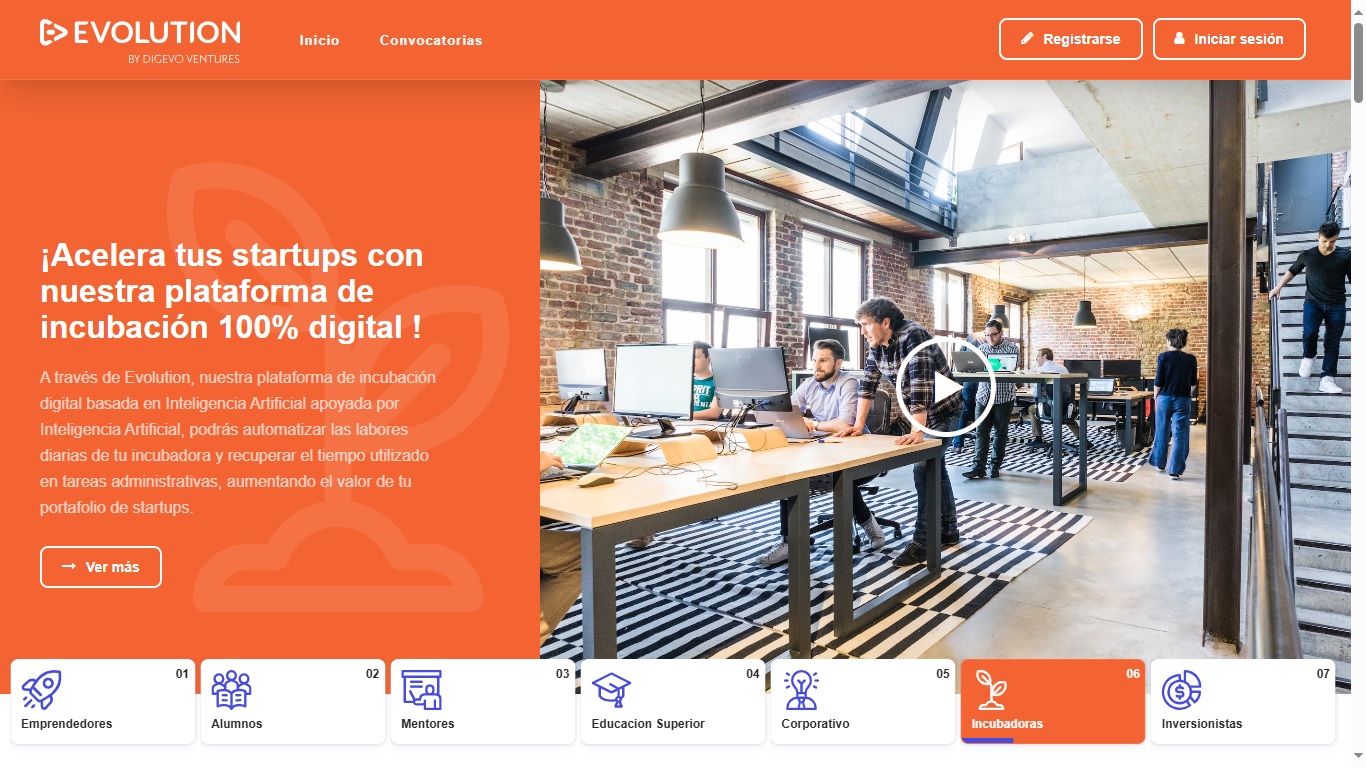 EVOLUTION
BY DIGEVO VENTURES
Inicio
Convocatorias
Registrarse
Iniciar sesión
¡Acelera tus startups con
nuestra plataforma de
incubación 100% digital !
A través de Evolution, nuestra plataforma de incubación
digital basada en Inteligencia Artificial apoyada por
Inteligencia Artificial, podrás automatizar las labores
diarias de tu incubadora y recuperar el tiempo utilizado
en tareas administrativas, aumentando el valor de tu
portafolio de startups.
Ver más
01
Emprendedores
02
Alumnos
03
Mentores
04
Educacion Superior
05
Corporativo
06
Incubadoras
07
Inversionistas